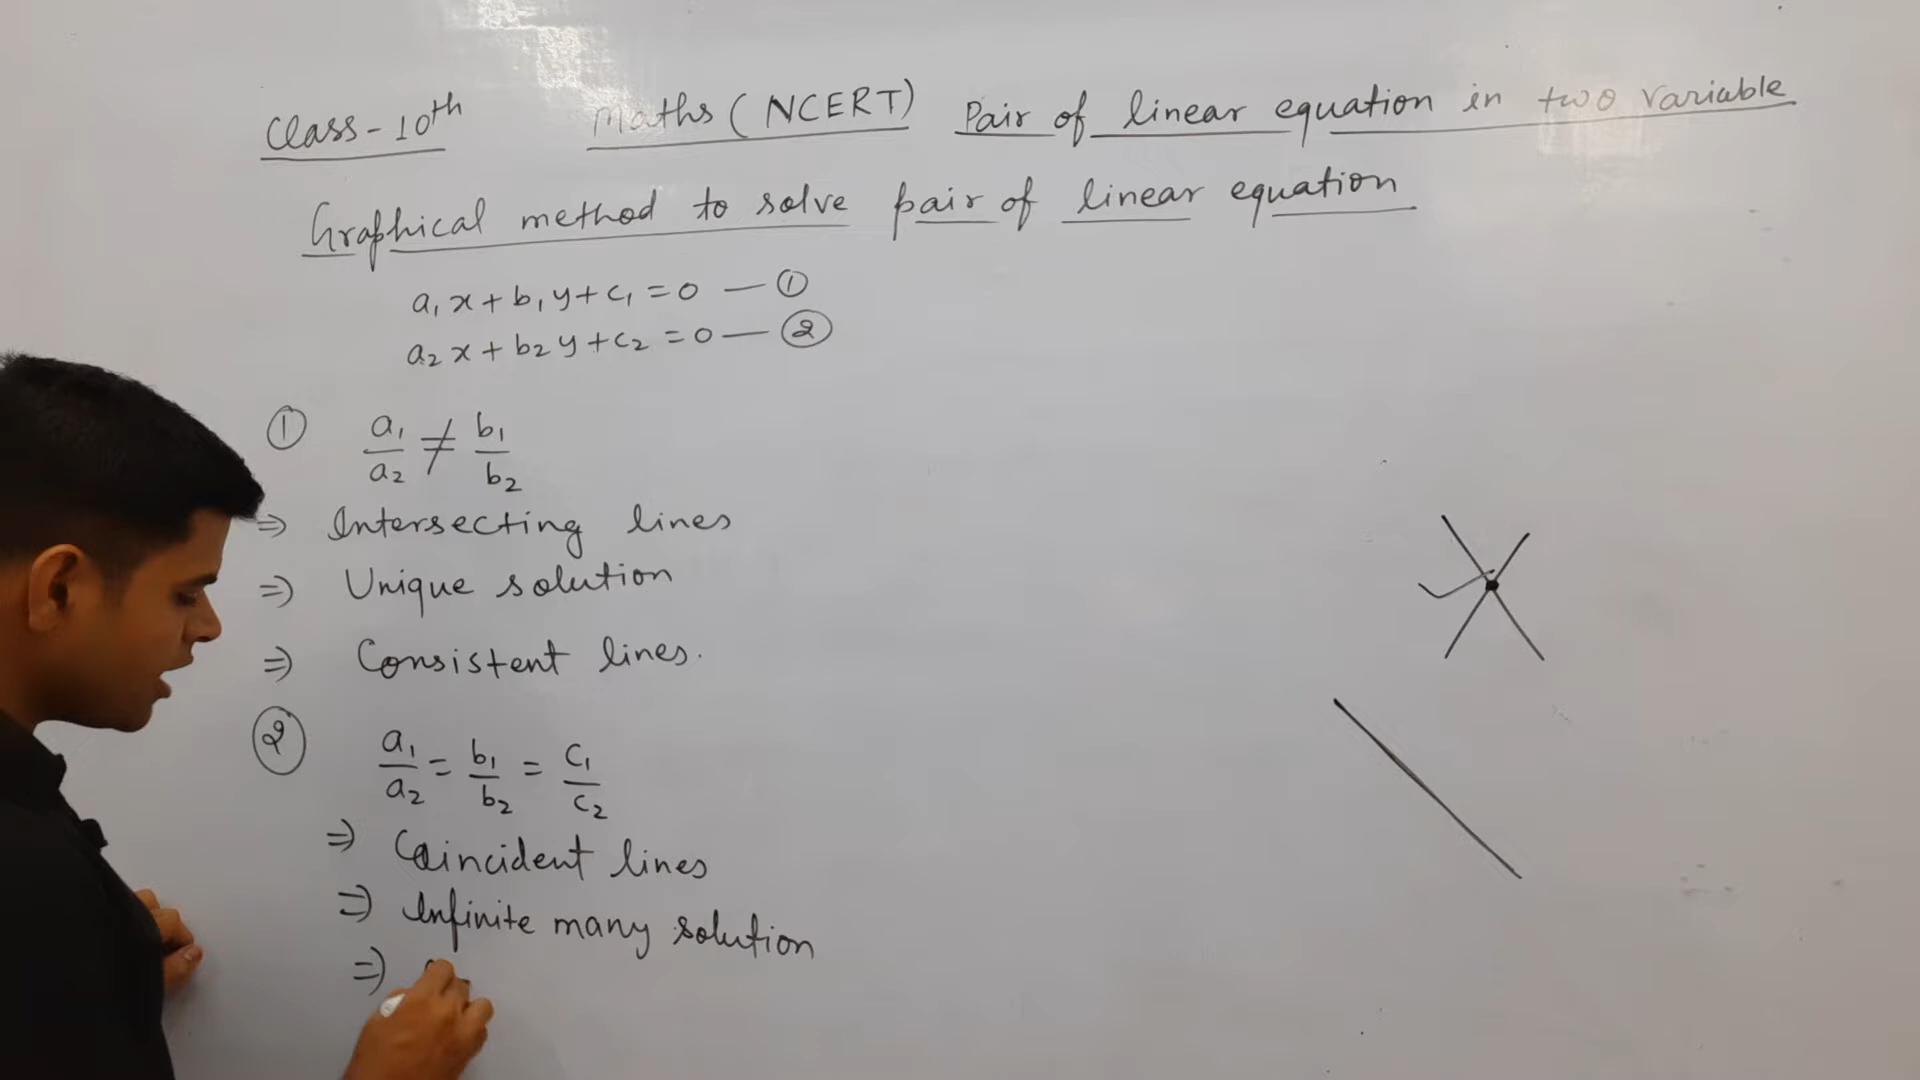 Class-10th Maths (NCERT) Pair of linear equation in two variable
Graphical method to solve pair of linear equation
a₁x + b₁y + c₁ = 0 — ①
a₂x + b₂y + c₂ = 0 — ②
① a₁/a₂ ≠ b₁/b₂
⇒ Intersecting lines
⇒ Unique solution
⇒ Consistent lines.
② a₁/a₂ = b₁/b₂ = c₁/c₂
⇒ Coincident lines
⇒ Infinite many solution
⇒